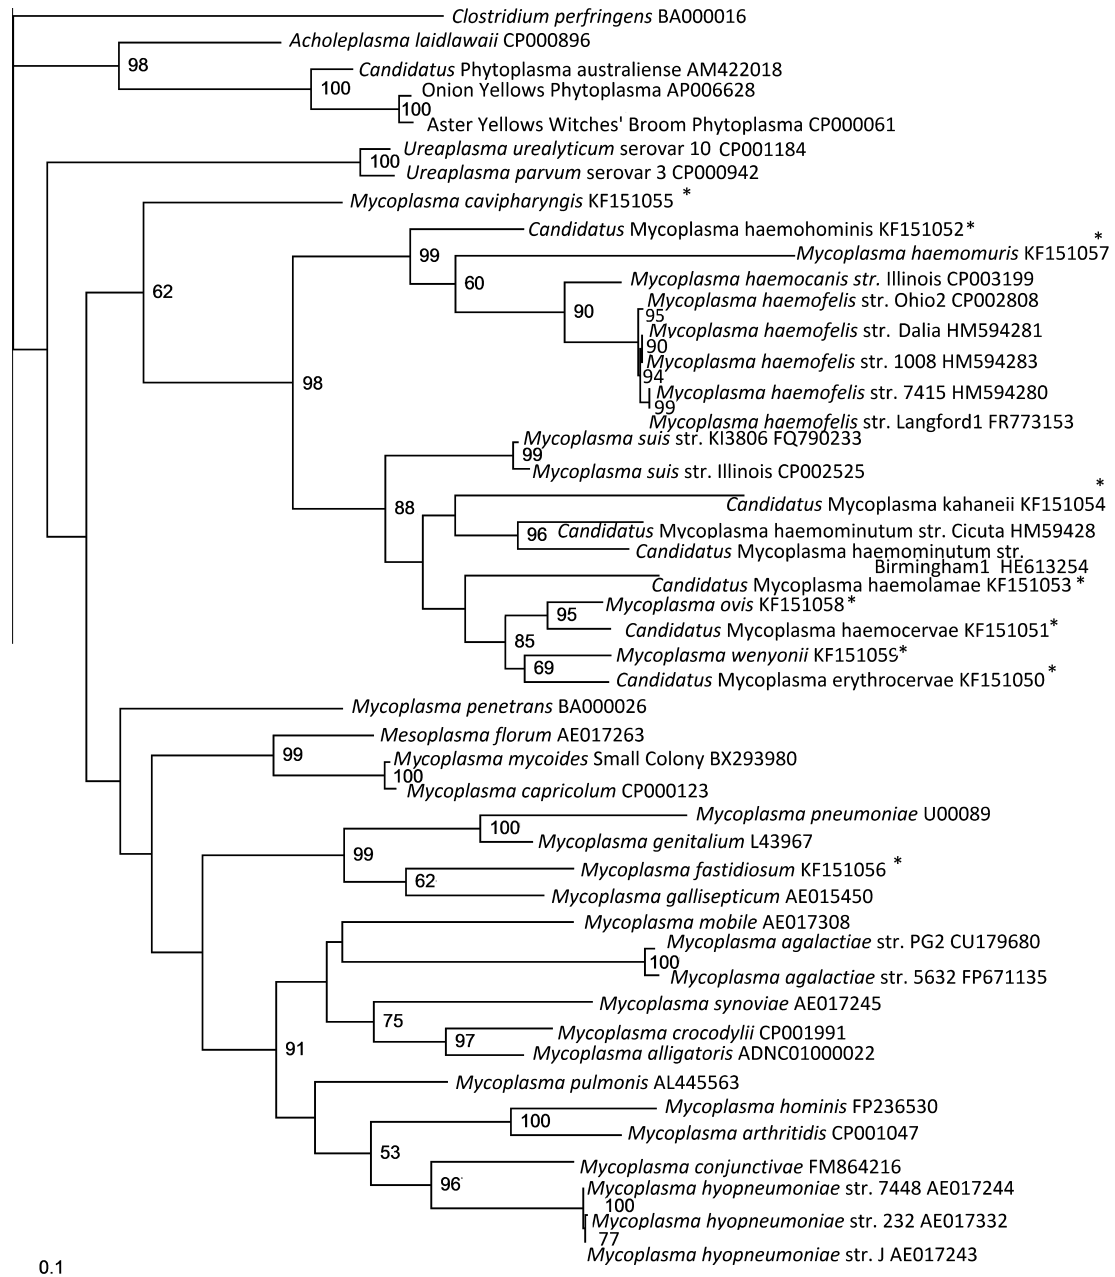 Clostridium perfringens BA000016
Acholeplasma laidlawaii CP000896
98
Candidatus Phytoplasma australiense AM422018
100
Onion Yellows Phytoplasma AP006628
100
Aster Yellows Witches' Broom Phytoplasma CP000061
Ureaplasma urealyticum serovar 10 CP001184
100
Ureaplasma parvum serovar 3 CP000942
Mycoplasma cavipharyngis KF151055 *
62
Candidatus Mycoplasma haemohominis KF151052*
99
*
Mycoplasma haemomuris KF151057
60
Mycoplasma haemocanis str. Illinois CP003199
90
Mycoplasma haemofelis str. Ohio2 CP002808
95
Mycoplasma haemofelis str. Dalia HM594281
90
Mycoplasma haemofelis str. 1008 HM594283
94
98
Mycoplasma haemofelis str. 7415 HM594280
99
Mycoplasma haemofelis str. Langford1 FR773153
Mycoplasma suis str. KI3806 FQ790233
99
Mycoplasma suis str. Illinois CP002525
*
88
Candidatus Mycoplasma kahaneii KF151054
96
Candidatus Mycoplasma haemominutum str. Cicuta HM59428
Candidatus Mycoplasma haemominutum str.
Birmingham1 HE613254
Candidatus Mycoplasma haemolamae KF151053 *
Mycoplasma ovis KF151058*
95
Candidatus Mycoplasma haemocervae KF151051*
85
Mycoplasma wenyonii KF151059*
69
Candidatus Mycoplasma erythrocervae KF151050 *
Mycoplasma penetrans BA000026
Mesoplasma florum AE017263
99
Mycoplasma mycoides Small Colony BX293980
100
Mycoplasma capricolum CP000123
Mycoplasma pneumoniae U00089
100
Mycoplasma genitalium L43967
99
Mycoplasma fastidiosum KF151056 *
62
Mycoplasma gallisepticum AE015450
Mycoplasma mobile AE017308
Mycoplasma agalactiae str. PG2 CU179680
100
Mycoplasma agalactiae str. 5632 FP671135
Mycoplasma synoviae AE017245
75
Mycoplasma crocodylii CP001991
97
91
Mycoplasma alligatoris ADNC01000022
Mycoplasma pulmonis AL445563
Mycoplasma hominis FP236530
100
Mycoplasma arthritidis CP001047
53
Mycoplasma conjunctivae FM864216
96
Mycoplasma hyopneumoniae str. 7448 AE017244
100
Mycoplasma hyopneumoniae str. 232 AE017332
77
Mycoplasma hyopneumoniae str. J AE017243
0.1